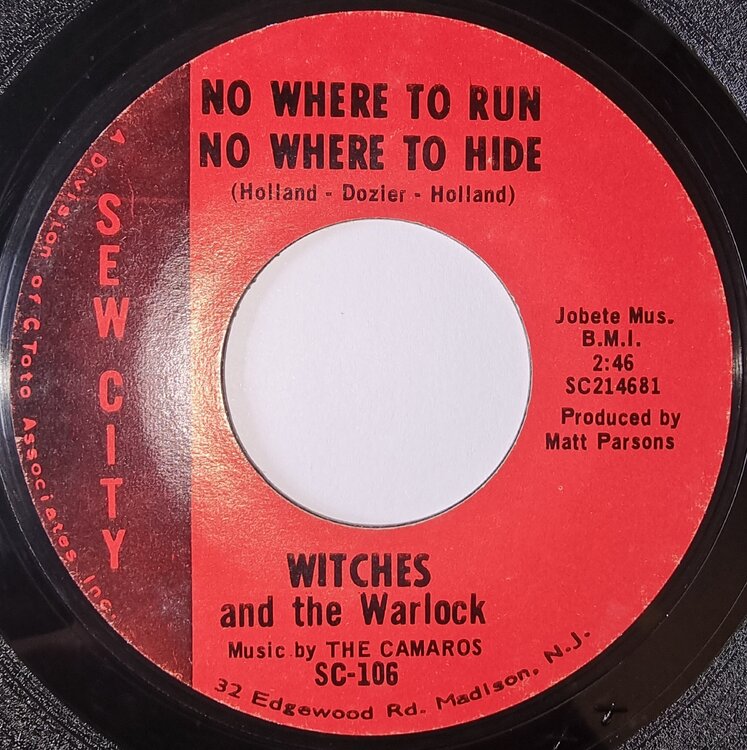 NO WHERE TO RUN
NO WHERE TO HIDE
(Holland - Dozier - Holland)
SEW CITY
A Division of C. Toto Associates, Inc.
Jobete Mus.
B.M.I.
2:46
SC214681
Produced by
Matt Parsons
WITCHES
and the Warlock
Music by THE CAMAROS
SC-106
32 Edgewood Rd. Madison, N.J.